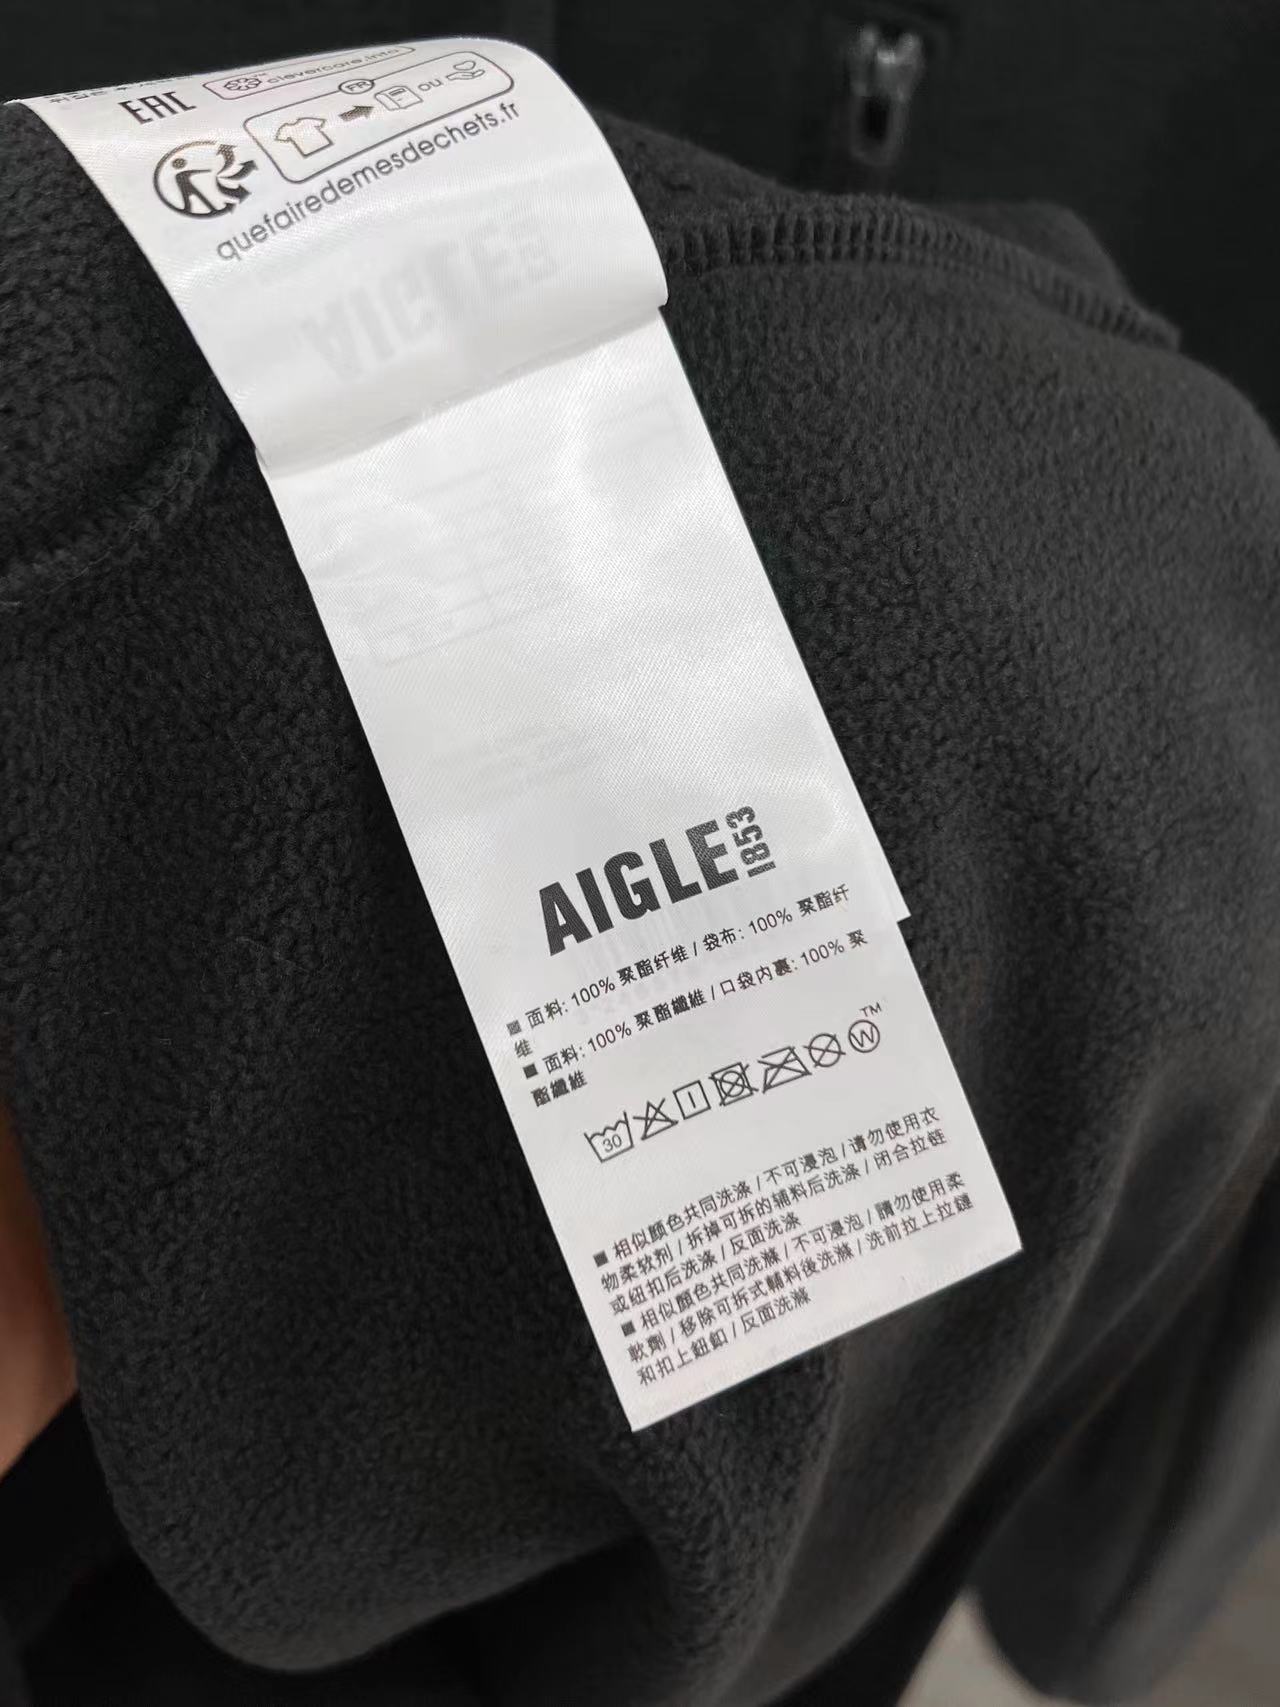 EAC
clevercare.info
FR
OU
quefairedemesdechets.fr
AIGLE
1853
■ 面料: 100% 聚酯纤维 / 袋布: 100% 聚酯纤
维
■ 面料: 100% 聚酯纖維 / 口袋内裏: 100% 聚
酯纖維
30
W
TM
■ 相似颜色共同洗涤 / 不可浸泡 / 请勿使用衣
物柔软剂 / 拆掉可拆的辅料后洗涤 / 闭合拉链
或纽扣后洗涤 / 反面洗涤
■ 相似顏色共同洗滌 / 不可浸泡 / 請勿使用柔
軟劑 / 移除可拆式輔料後洗滌 / 洗前拉上拉鏈
和扣上鈕釦 / 反面洗滌